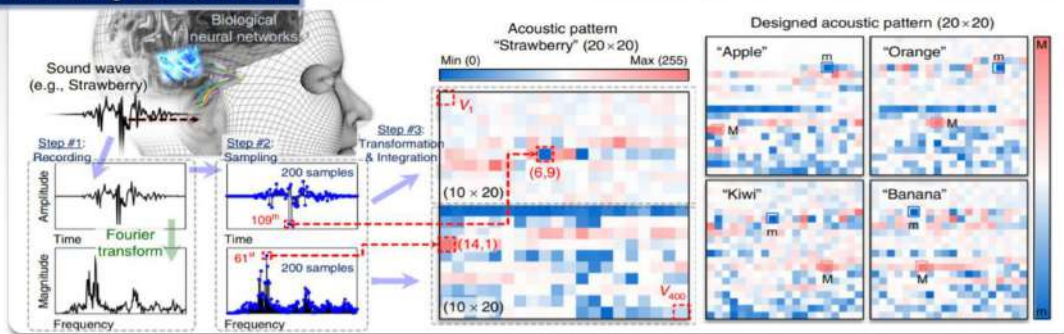 Biological
neural networks
Sound wave
(e.g., Strawberry)
Step #1:
Recording
Step #2:
Sampling
Step #3:
Transformation
& Integration
Amplitude
Time
Fourier
transform
Magnitude
Frequency
200 samples
109th
Time
61st
200 samples
Frequency
Acoustic pattern
“Strawberry” (20×20)
Min (0)
Max (255)
V1
(6,9)
(10 × 20)
(14,1)
(10 × 20)
V400
Designed acoustic pattern (20×20)
“Apple”
m
M
“Orange”
m
M
“Kiwi”
m
M
“Banana”
m
M
M
m